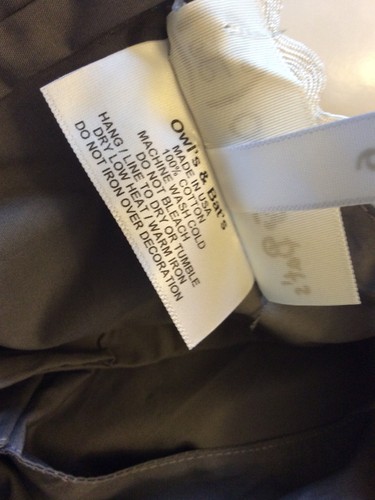 Owl's & Bat's
MADE IN USA
100% COTTON
MACHINE WASH COLD
DO NOT BLEACH
HANG / LINE TO DRY OR TUMBLE
DRY LOW HEAT / WARM IRON
DO NOT IRON OVER DECORATION